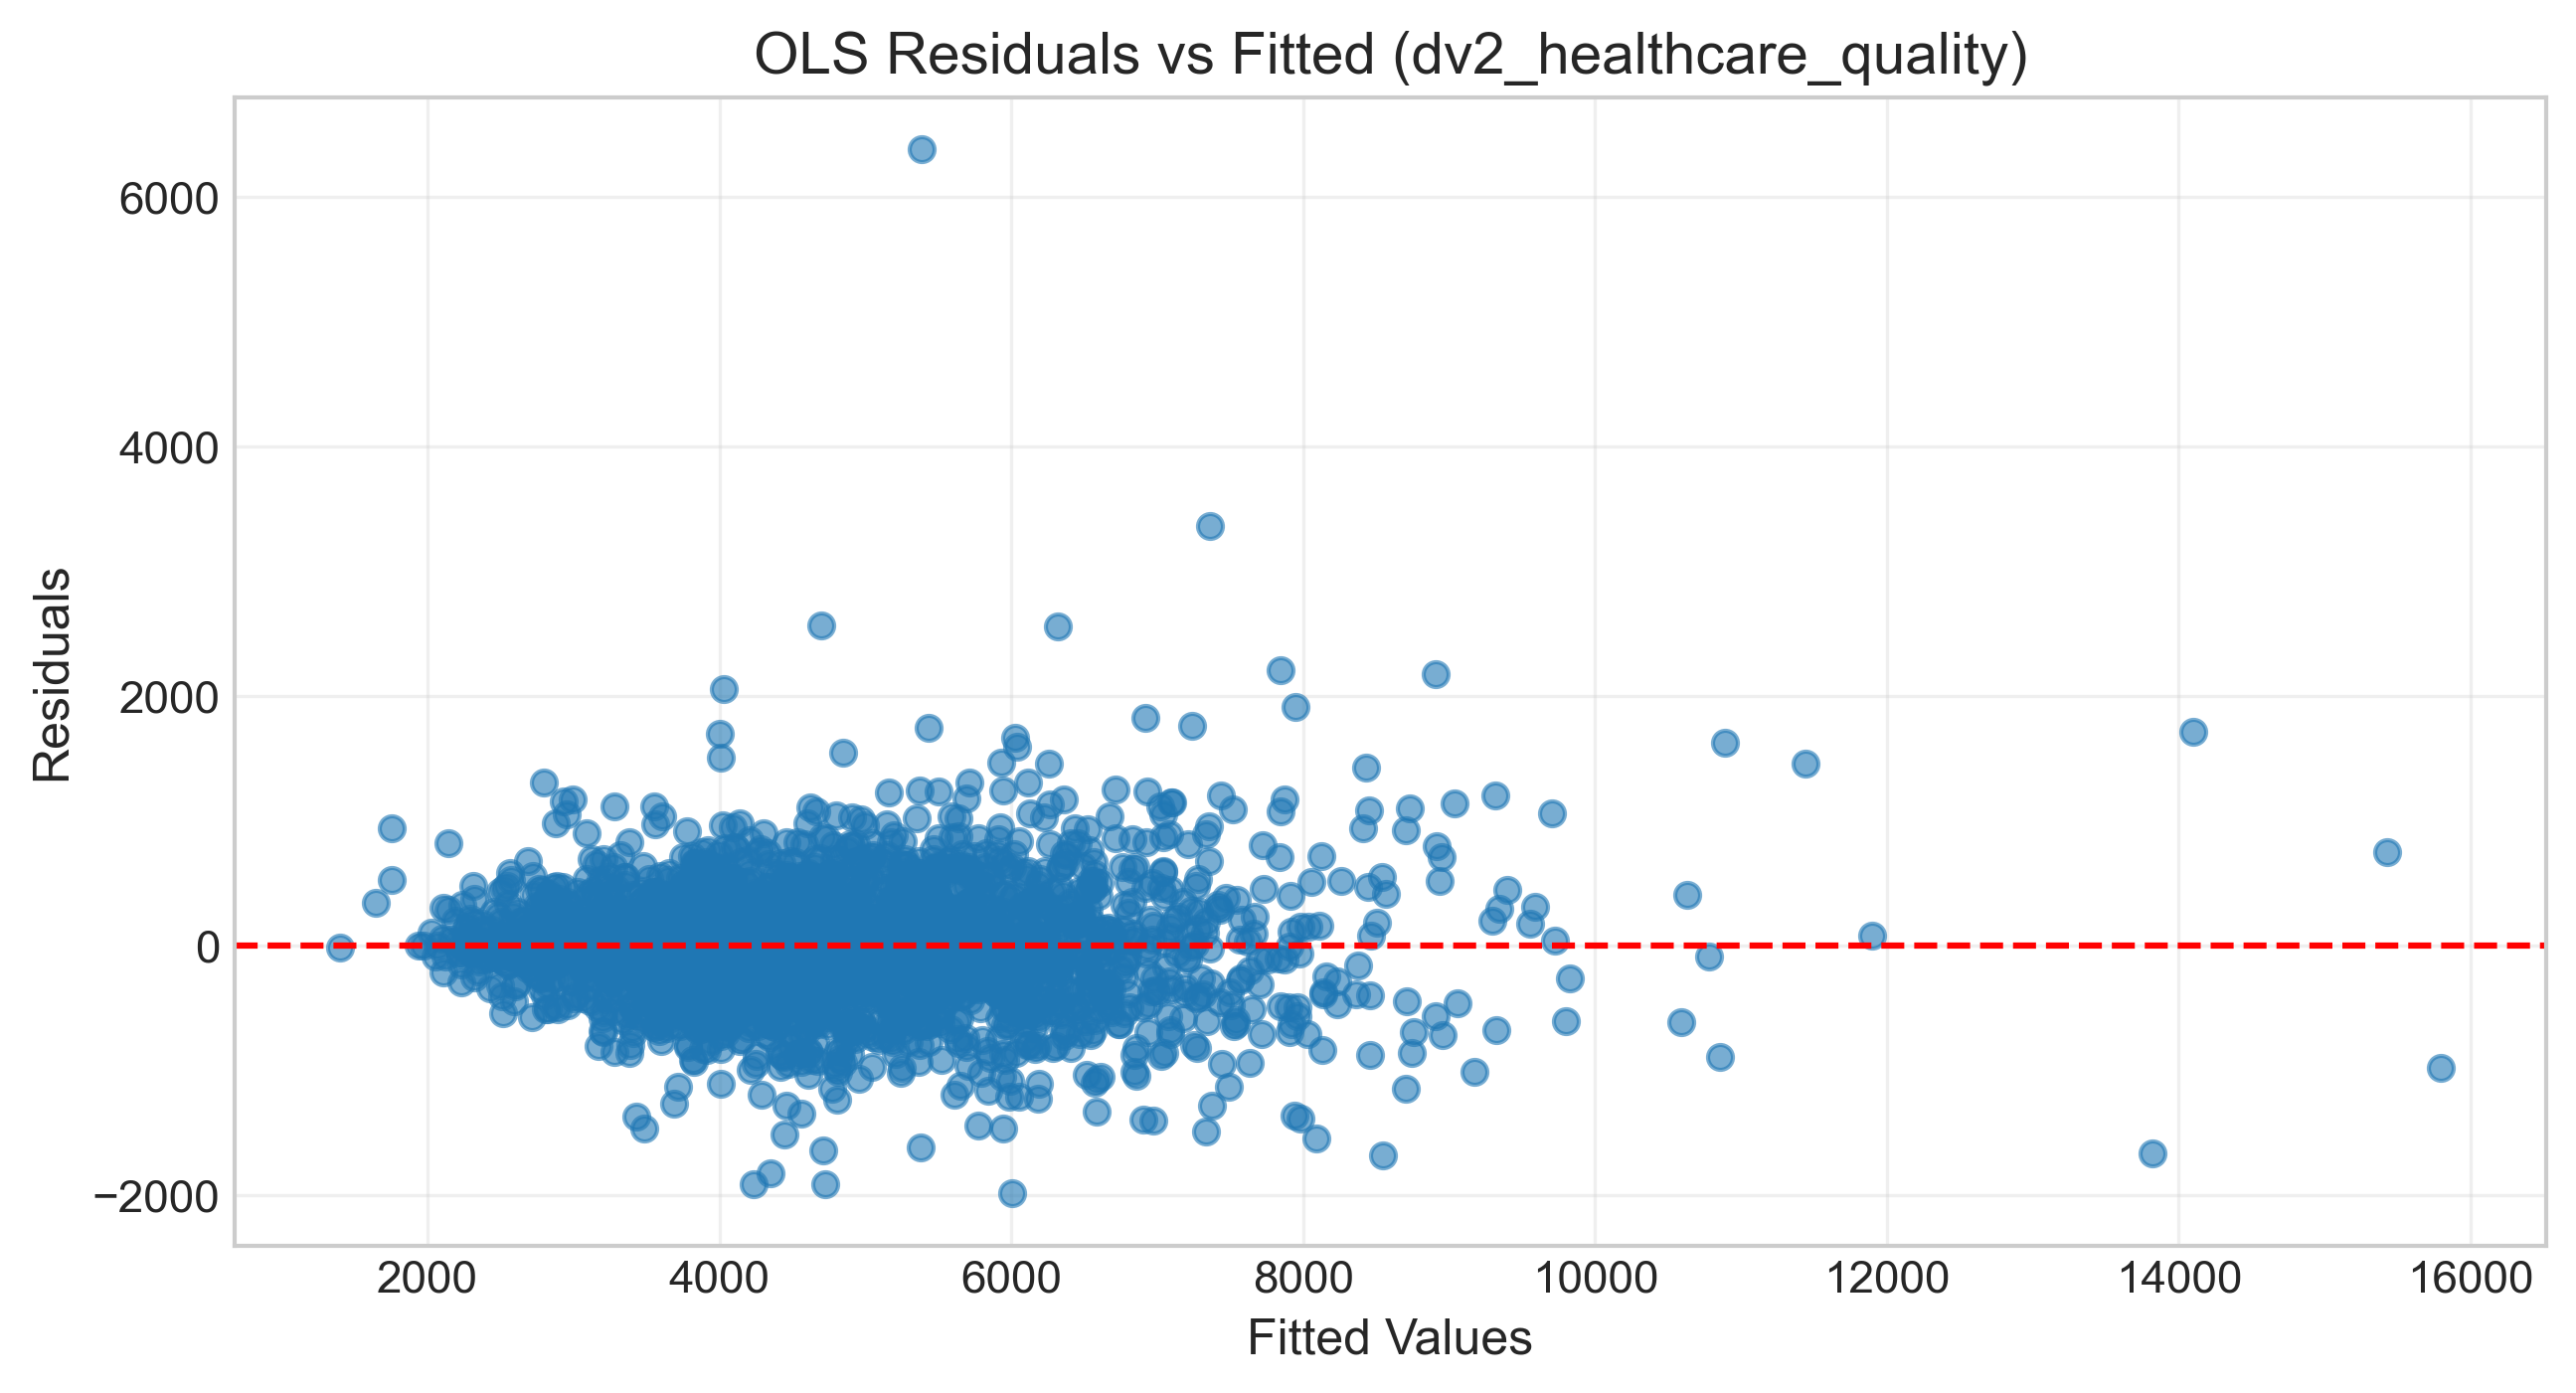 OLS Residuals vs Fitted (dv2_healthcare_quality)
6000
4000
2000
0
−2000
Residuals
2000 4000 6000 8000 10000 12000 14000 16000
Fitted Values